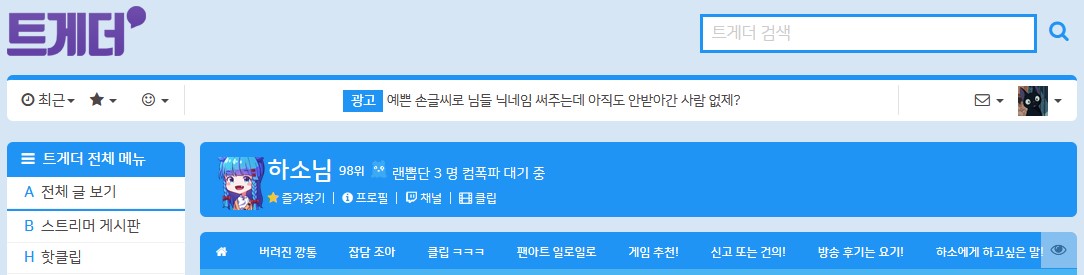 트게더
트게더 검색
최근
광고 예쁜 손글씨로 님들 닉네임 써주는데 아직도 안받아간 사람 없제?
트게더 전체 메뉴
A 전체 글 보기
B 스트리머 게시판
H 핫클립
하소님 98위 랜뽑단 3 명 컴폭파 대기 중
즐겨찾기 | 프로필 | 채널 | 클립
버려진 깡통 잡담 조아 클립 ㅋㅋㅋ 팬아트 일로일로 게임 추천! 신고 또는 건의! 방송 후기는 요기! 하소에게 하고싶은 말!